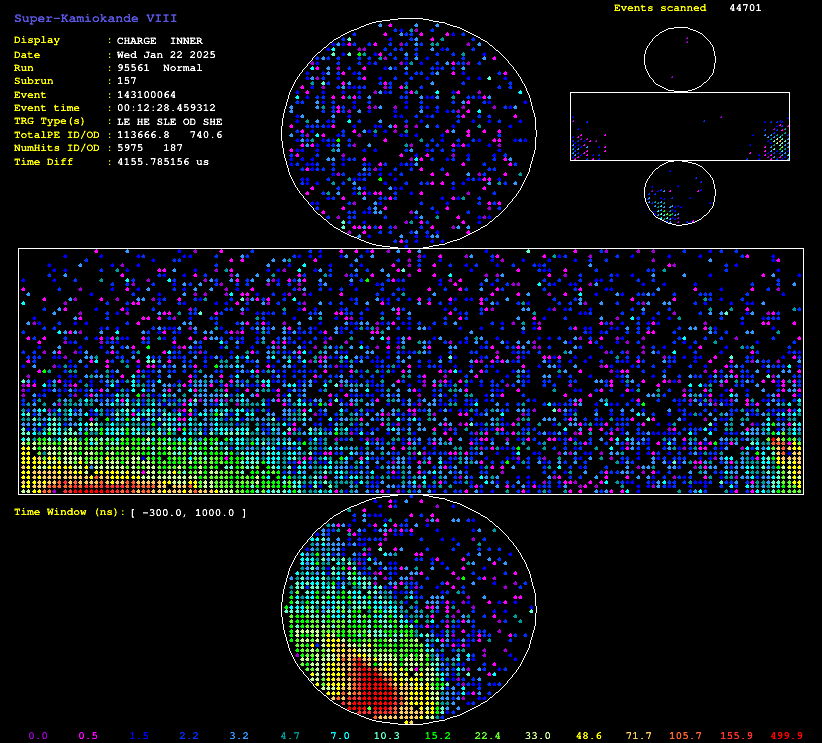 Super-Kamiokande VIII
Events scanned 44701
Display : CHARGE INNER
Date : Wed Jan 22 2025
Run : 95561 Normal
Subrun : 157
Event : 143100064
Event time : 00:12:28.459312
TRG Type(s) : LE HE SLE OD SHE
TotalPE ID/OD : 113666.8 740.6
NumHits ID/OD : 5975 187
Time Diff : 4155.785156 us
Time Window (ns): [ -300.0, 1000.0 ]
0.0 0.5 1.5 2.2 3.2 4.7 7.0 10.3 15.2 22.4 33.0 48.6 71.7 105.7 155.9 499.9